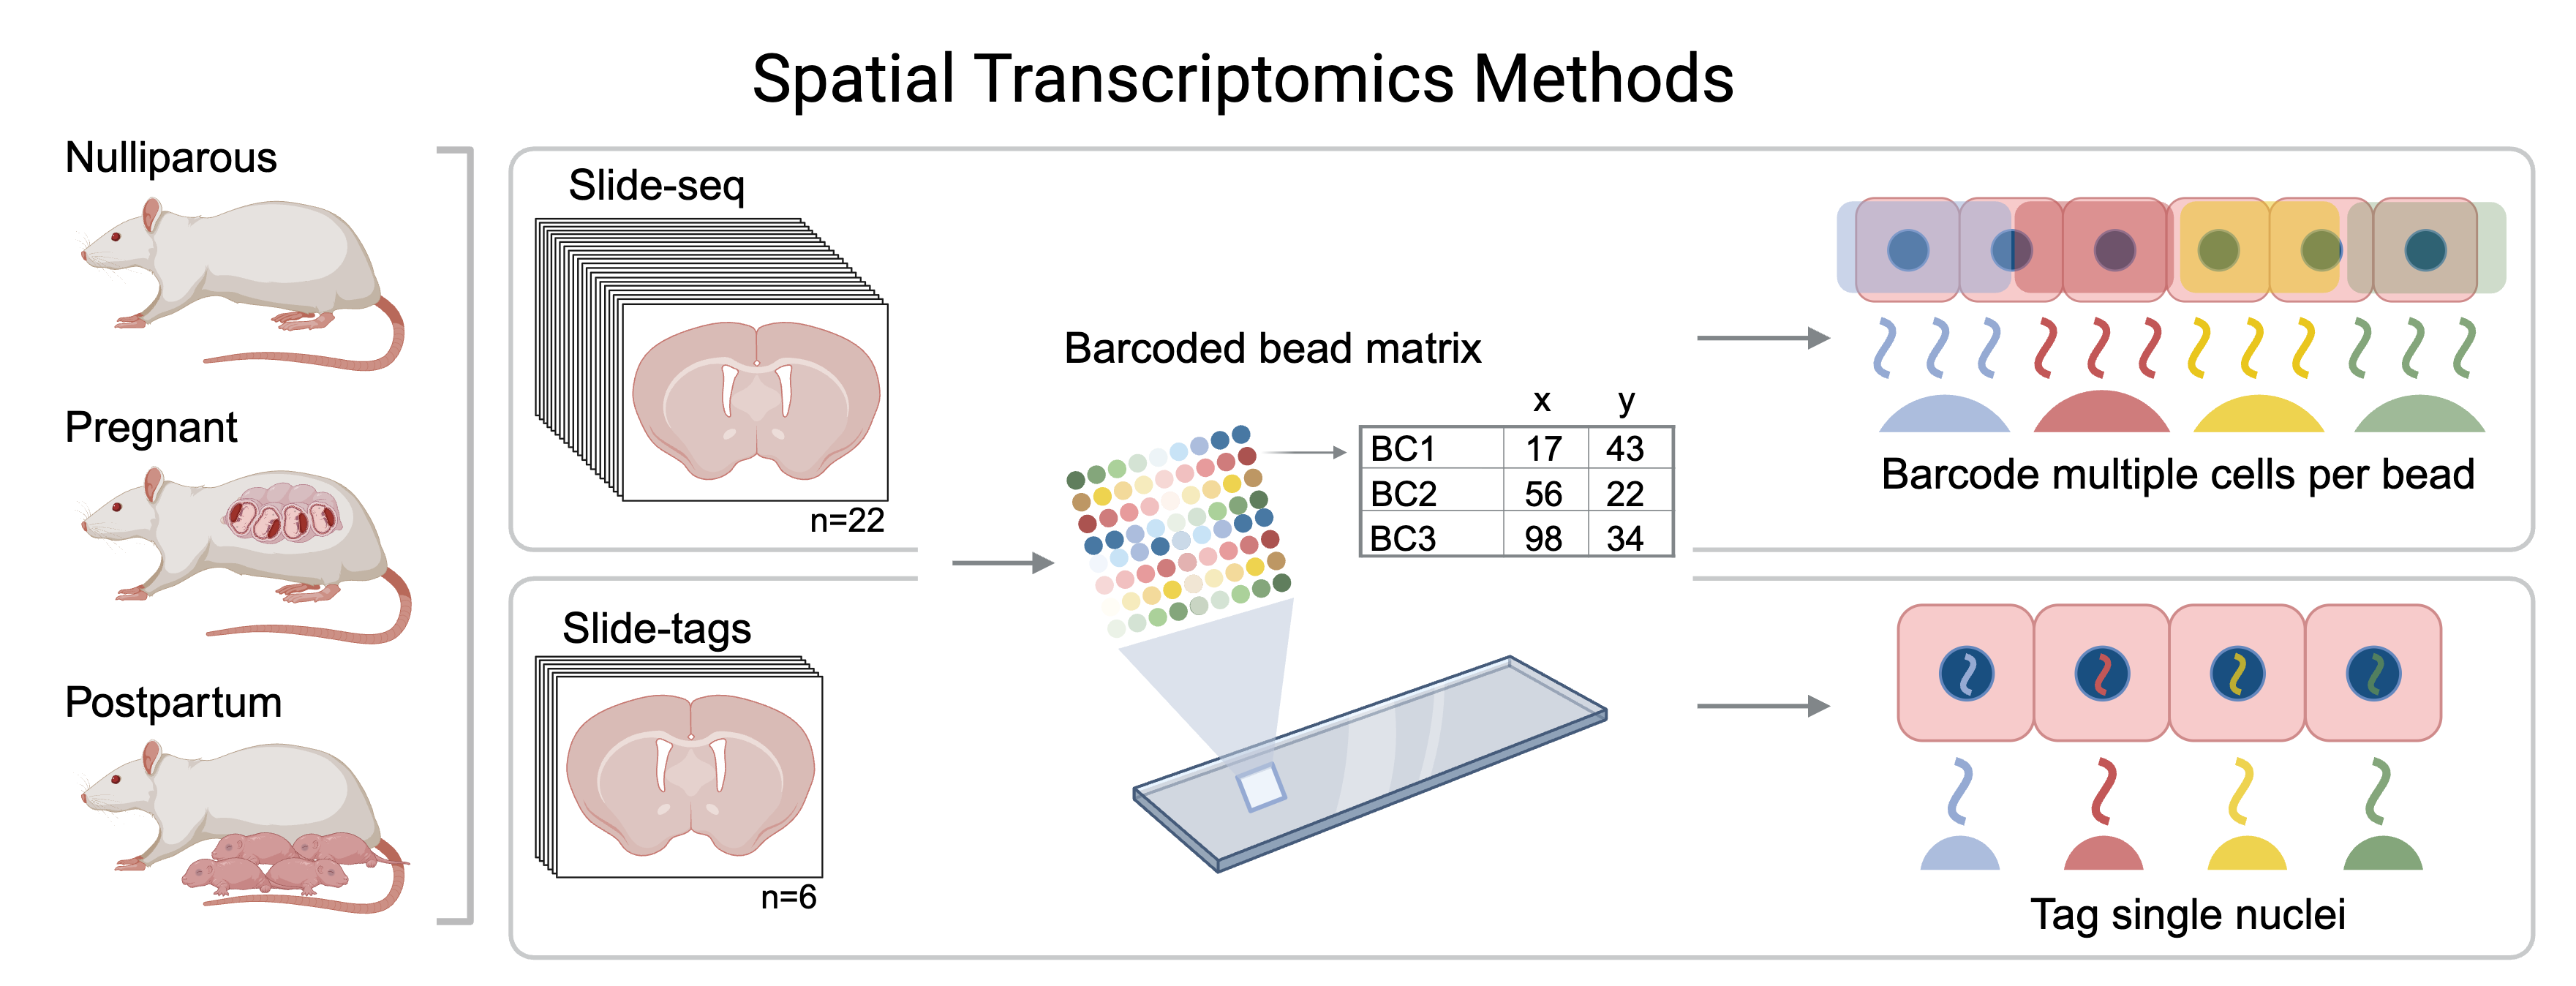 Spatial Transcriptomics Methods
Nulliparous
Pregnant
Postpartum
Slide-seq
n=22
Slide-tags
n=6
Barcoded bead matrix
x y
BC1 17 43
BC2 56 22
BC3 98 34
Barcode multiple cells per bead
Tag single nuclei